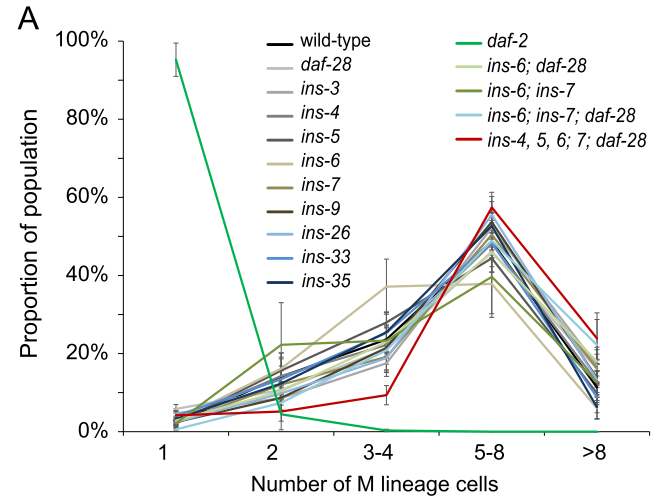 A
100%
80%
60%
40%
20%
0%
Proportion of population
wild-type
daf-28
ins-3
ins-4
ins-5
ins-6
ins-7
ins-9
ins-26
ins-33
ins-35
daf-2
ins-6; daf-28
ins-6; ins-7
ins-6; ins-7; daf-28
ins-4, 5, 6; 7; daf-28
1 2 3-4 5-8 >8
Number of M lineage cells